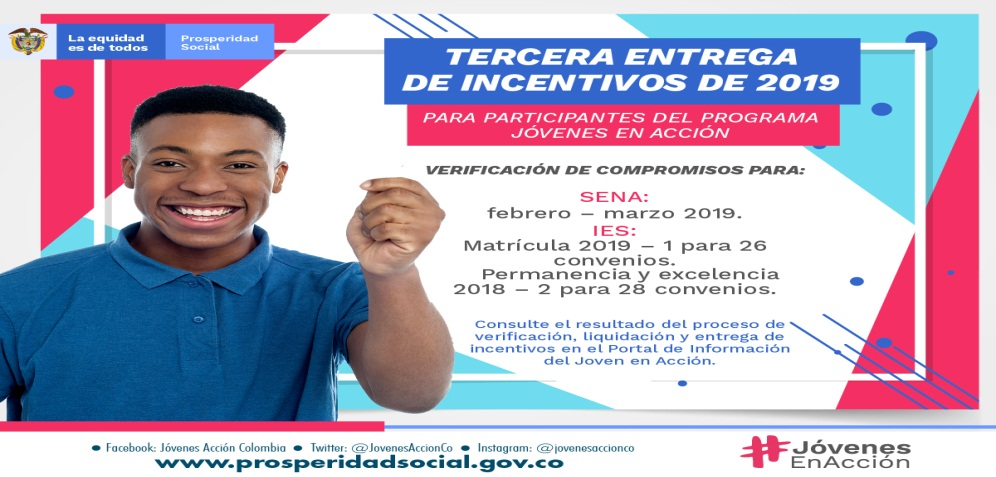 La equidad
es de todos
Prosperidad
Social
TERCERA ENTREGA
DE INCENTIVOS DE 2019
PARA PARTICIPANTES DEL PROGRAMA
JÓVENES EN ACCIÓN
VERIFICACIÓN DE COMPROMISOS PARA:
SENA:
febrero – marzo 2019.
IES:
Matrícula 2019 – 1 para 26
convenios.
Permanencia y excelencia
2018 – 2 para 28 convenios.
Consulte el resultado del proceso de
verificación, liquidación y entrega de
incentivos en el Portal de Información
del Joven en Acción.
● Facebook: Jóvenes Acción Colombia ● Twitter: @JovenesAccionCo ● Instagram: @jovenesaccionco
www.prosperidadsocial.gov.co
#Jóvenes
EnAcción